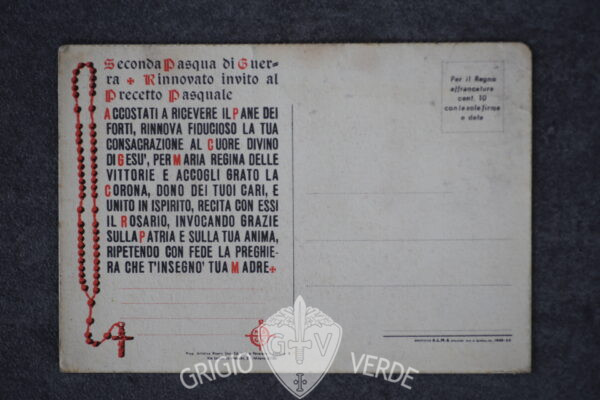 Seconda Pasqua di Guer-
ra + Rinnovato invito al
Precetto Pasquale
ACCOSTATI A RICEVERE IL PANE DEI
FORTI, RINNOVA FIDUCIOSO LA TUA
CONSACRAZIONE AL CUORE DIVINO
DI GESU', PER MARIA REGINA DELLE
VITTORIE E ACCOGLI GRATO LA
CORONA, DONO DEI TUOI CARI, E
UNITO IN ISPIRITO, RECITA CON ESSI
IL ROSARIO, INVOCANDO GRAZIE
SULLA PATRIA E SULLA TUA ANIMA,
RIPETENDO CON FEDE LA PREGHIE-
RA CHE T'INSEGNO' TUA MADRE+
Per il Regno
affrancatura
cent. 10
con le sole firma
e data
GTV
GRIGIO VERDE